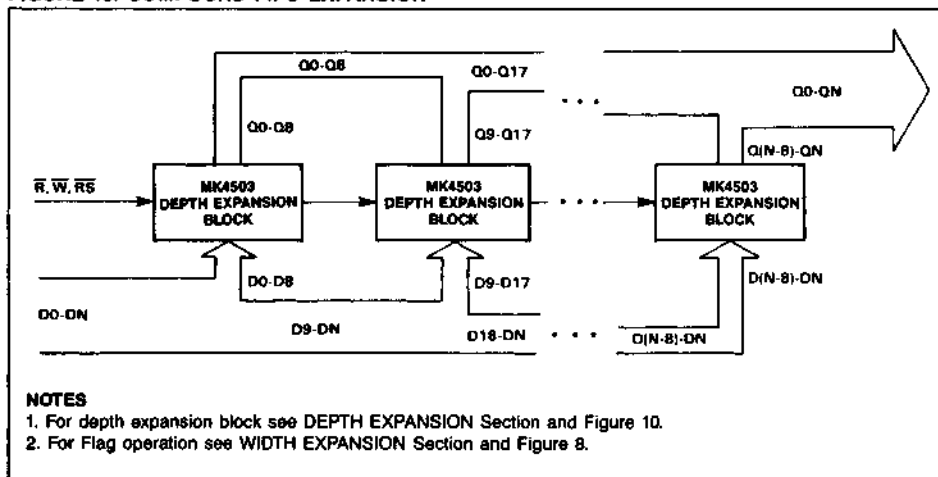 Q0-Q8
Q0-Q17
Q0-QN
Q0-Q8
Q9-Q17
Q(N-8)-QN
R, W, RS
MK4503
DEPTH EXPANSION
BLOCK
MK4503
DEPTH EXPANSION
BLOCK
MK4503
DEPTH EXPANSION
BLOCK
D0-D8
D9-D17
D(N-8)-DN
D0-DN
D9-DN
D18-DN
D(N-8)-DN
NOTES
1. For depth expansion block see DEPTH EXPANSION Section and Figure 10.
2. For Flag operation see WIDTH EXPANSION Section and Figure 8.